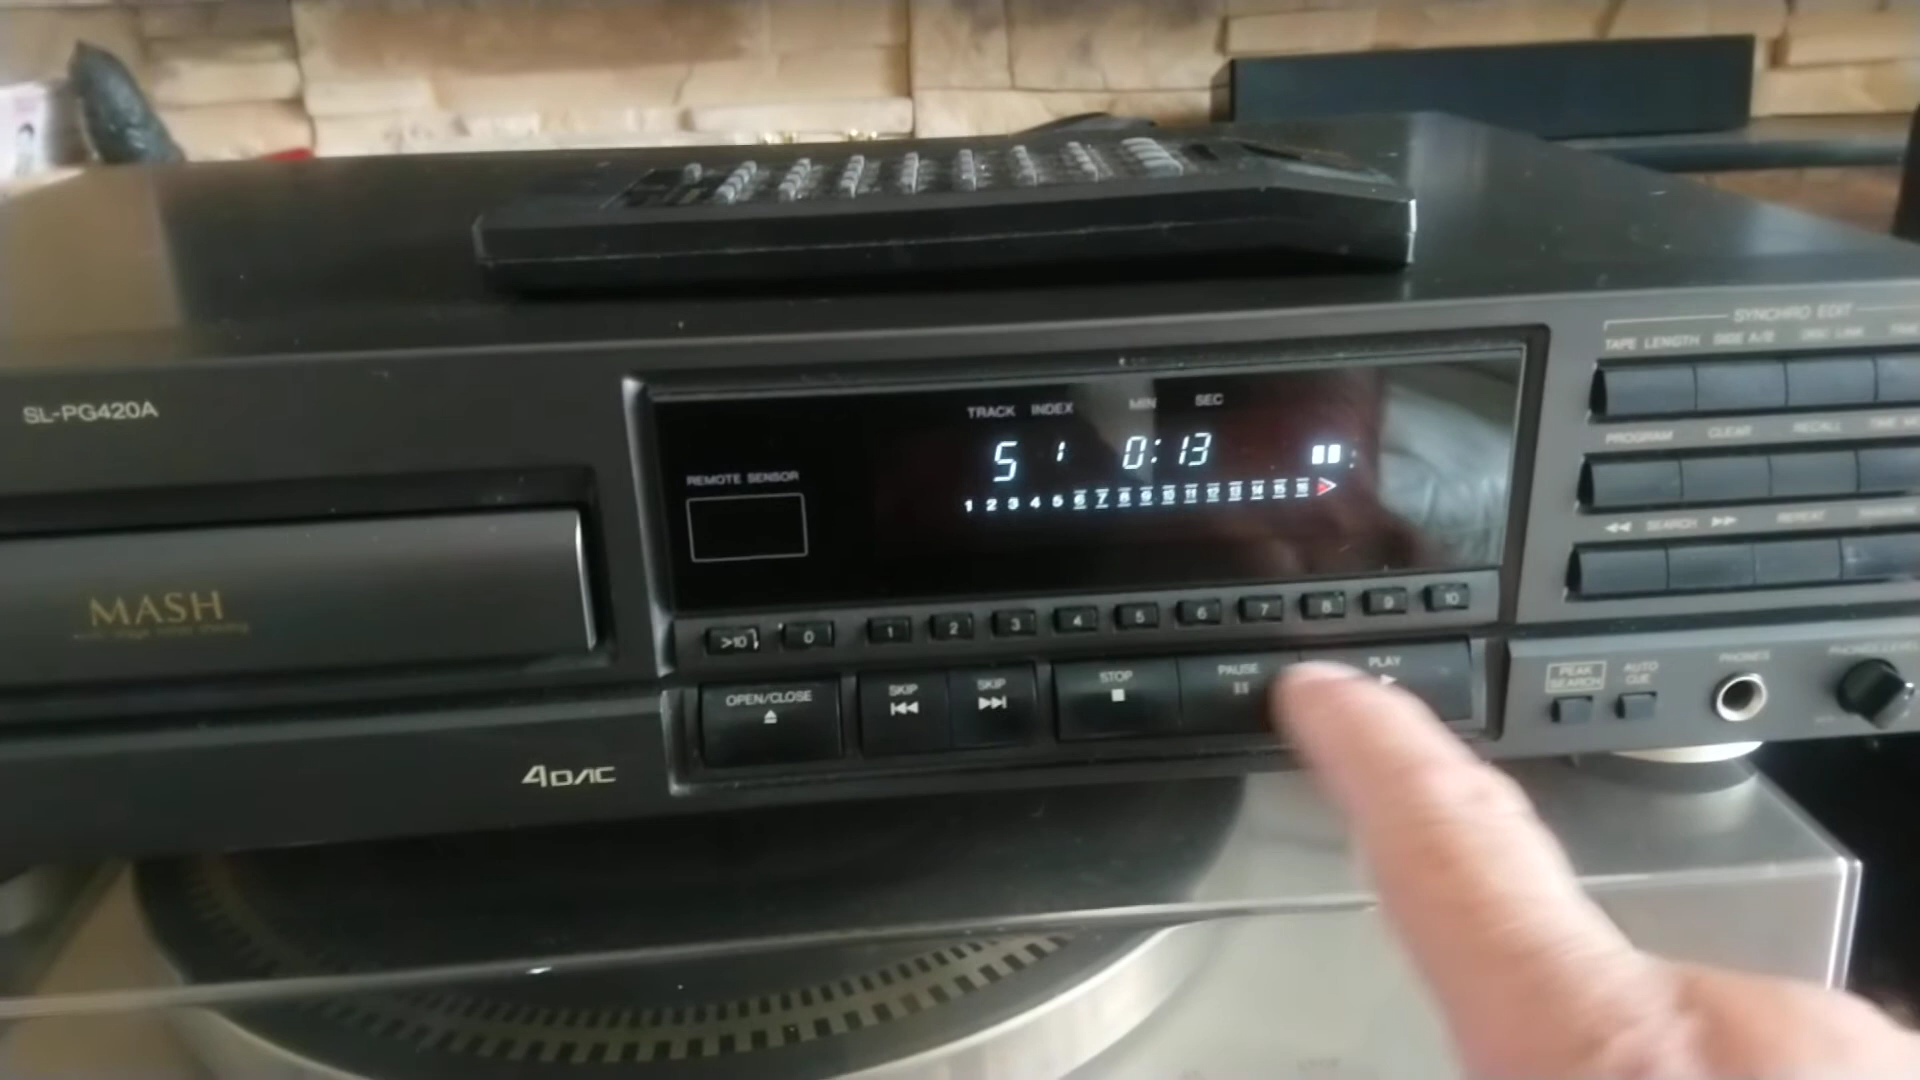 SYNCHRO EDIT
TAPE LENGTH SIDE A/B DISC LINK
SL-PG420A
TRACK INDEX MIN SEC
5 1 0:13
1 2 3 4 5 6 7 8 9 10 11 12 13 14 15 16
REMOTE SENSOR
PROGRAM CLEAR RECALL
SEARCH REPEAT
MASH
>10 0 1 2 3 4 5 6 7 8 9 10
OPEN/CLOSE SKIP SKIP STOP PAUSE PLAY
PEAK SEARCH AUTO CUE PHONES
4DAC